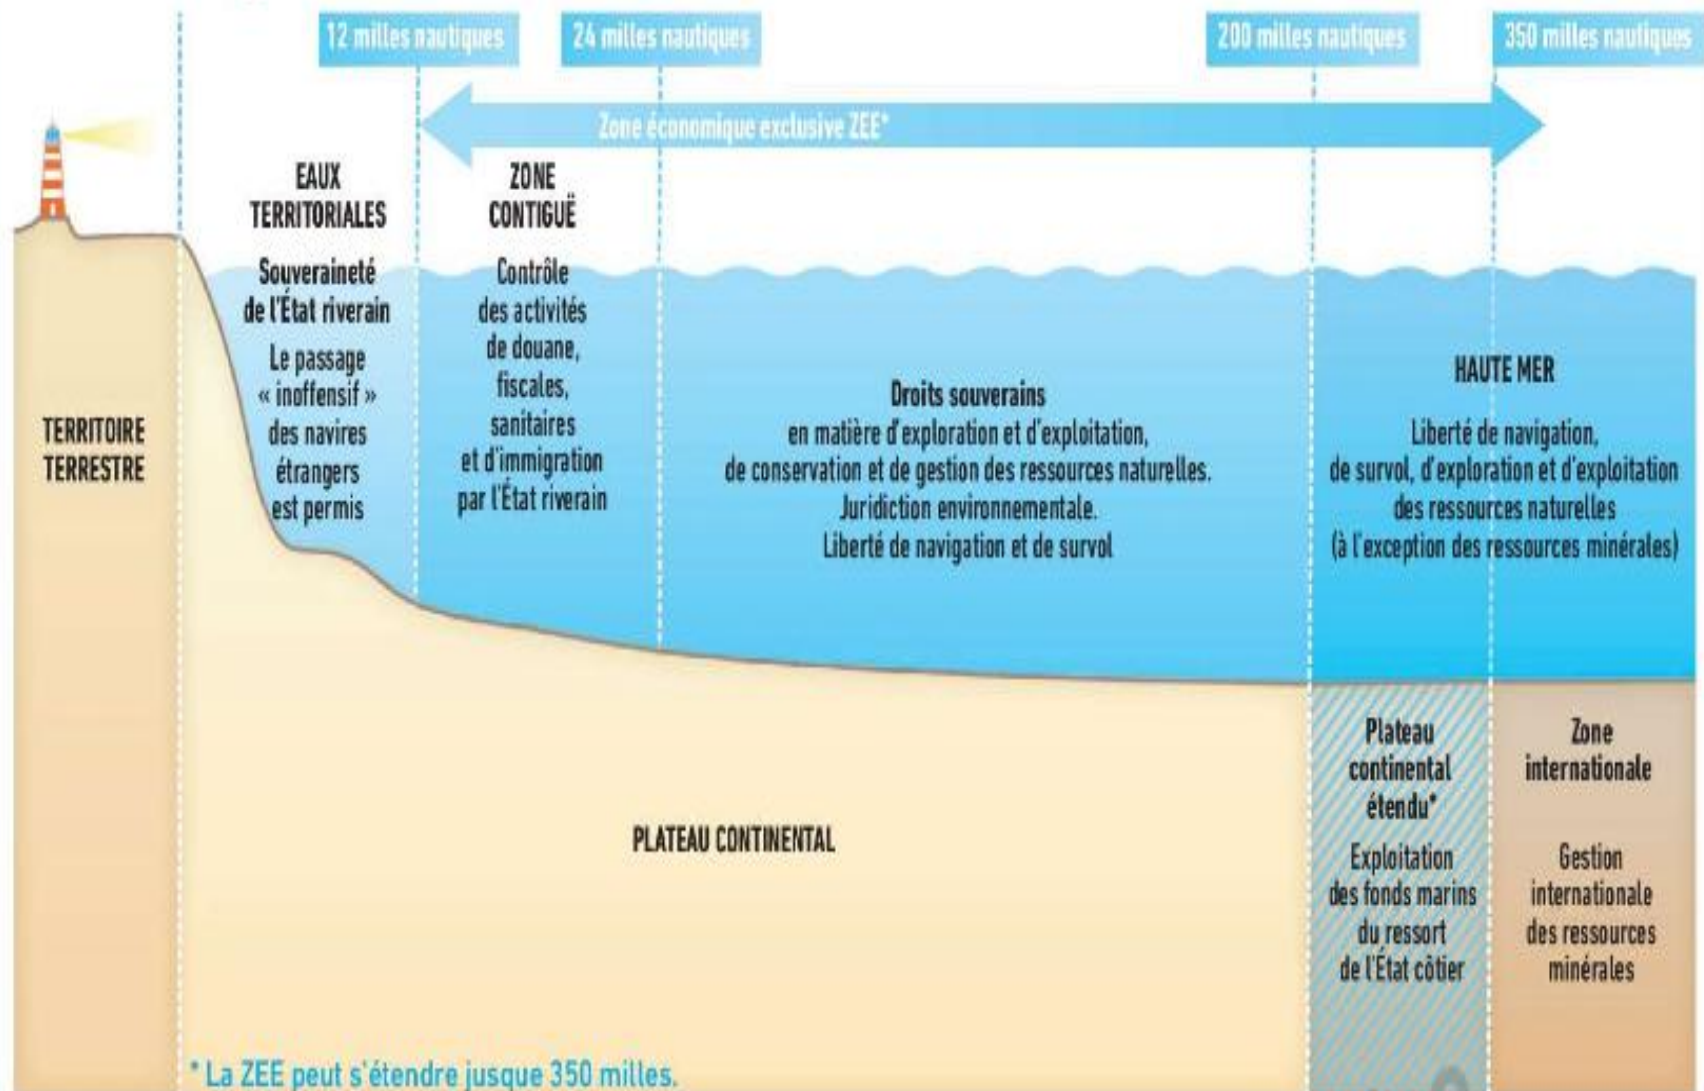 12 milles nautiques
24 milles nautiques
200 milles nautiques
350 milles nautiques
Zone économique exclusive ZEE*
EAUX
TERRITORIALES
Souveraineté
de l'État riverain
Le passage
« inoffensif »
des navires
étrangers
est permis
ZONE
CONTIGUË
Contrôle
des activités
de douane,
fiscales,
sanitaires
et d'immigration
par l'État riverain
Droits souverains
en matière d'exploration et d'exploitation,
de conservation et de gestion des ressources naturelles.
Juridiction environnementale.
Liberté de navigation et de survol
HAUTE MER
Liberté de navigation,
de survol, d'exploration et d'exploitation
des ressources naturelles
(à l'exception des ressources minérales)
TERRITOIRE
TERRESTRE
PLATEAU CONTINENTAL
Plateau
continental
étendu*
Exploitation
des fonds marins
du ressort
de l'État côtier
Zone
internationale
Gestion
internationale
des ressources
minérales
* La ZEE peut s'étendre jusque 350 milles.